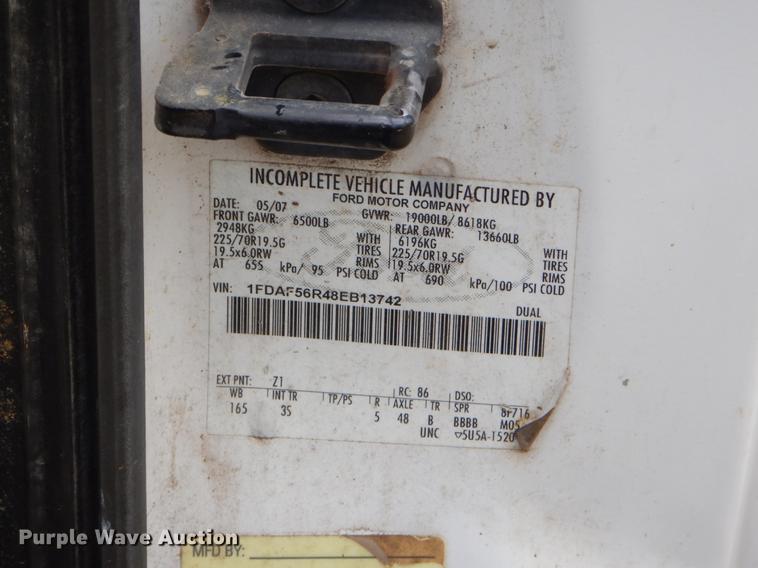 INCOMPLETE VEHICLE MANUFACTURED BY
FORD MOTOR COMPANY
DATE: 05/07 GVWR: 19000LB/ 8618KG
FRONT GAWR: 6500LB REAR GAWR: 13660LB
2948KG WITH 6196KG WITH
225/70R19.5G TIRES 225/70R19.5G TIRES
19.5x6.0RW RIMS 19.5x6.0RW RIMS
AT 655 kPa/ 95 PSI COLD AT 690 kPa/100 PSI COLD
VIN: 1FDAF56R48EB13742 DUAL
EXT PNT: Z1 RC: 86 DSO:
WB INT TR TP/PS R AXLE TR SPR 8r716
165 3S 5 48 B BBBB M05
UNC ▽5U5A-1520
Purple Wave Auction
MFD BY: